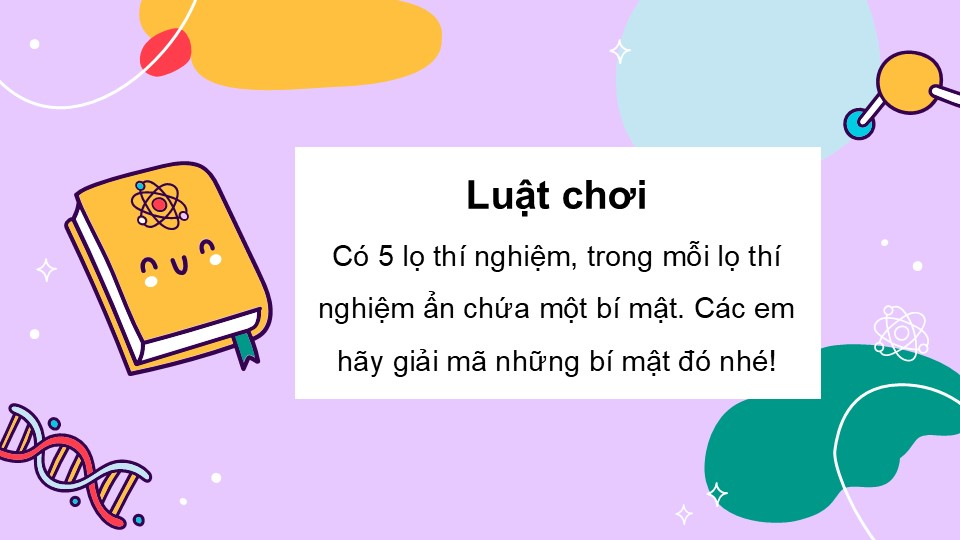 Luật chơi
Có 5 lọ thí nghiệm, trong mỗi lọ thí
nghiệm ẩn chứa một bí mật. Các em
hãy giải mã những bí mật đó nhé!